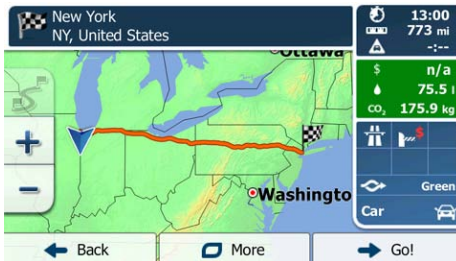 New York
NY, United States
13:00
773 mi
-:--
$ n/a
75.5 l
CO₂ 175.9 kg
$
Green
Car
Ottawa
Washingto
Back
More
Go!